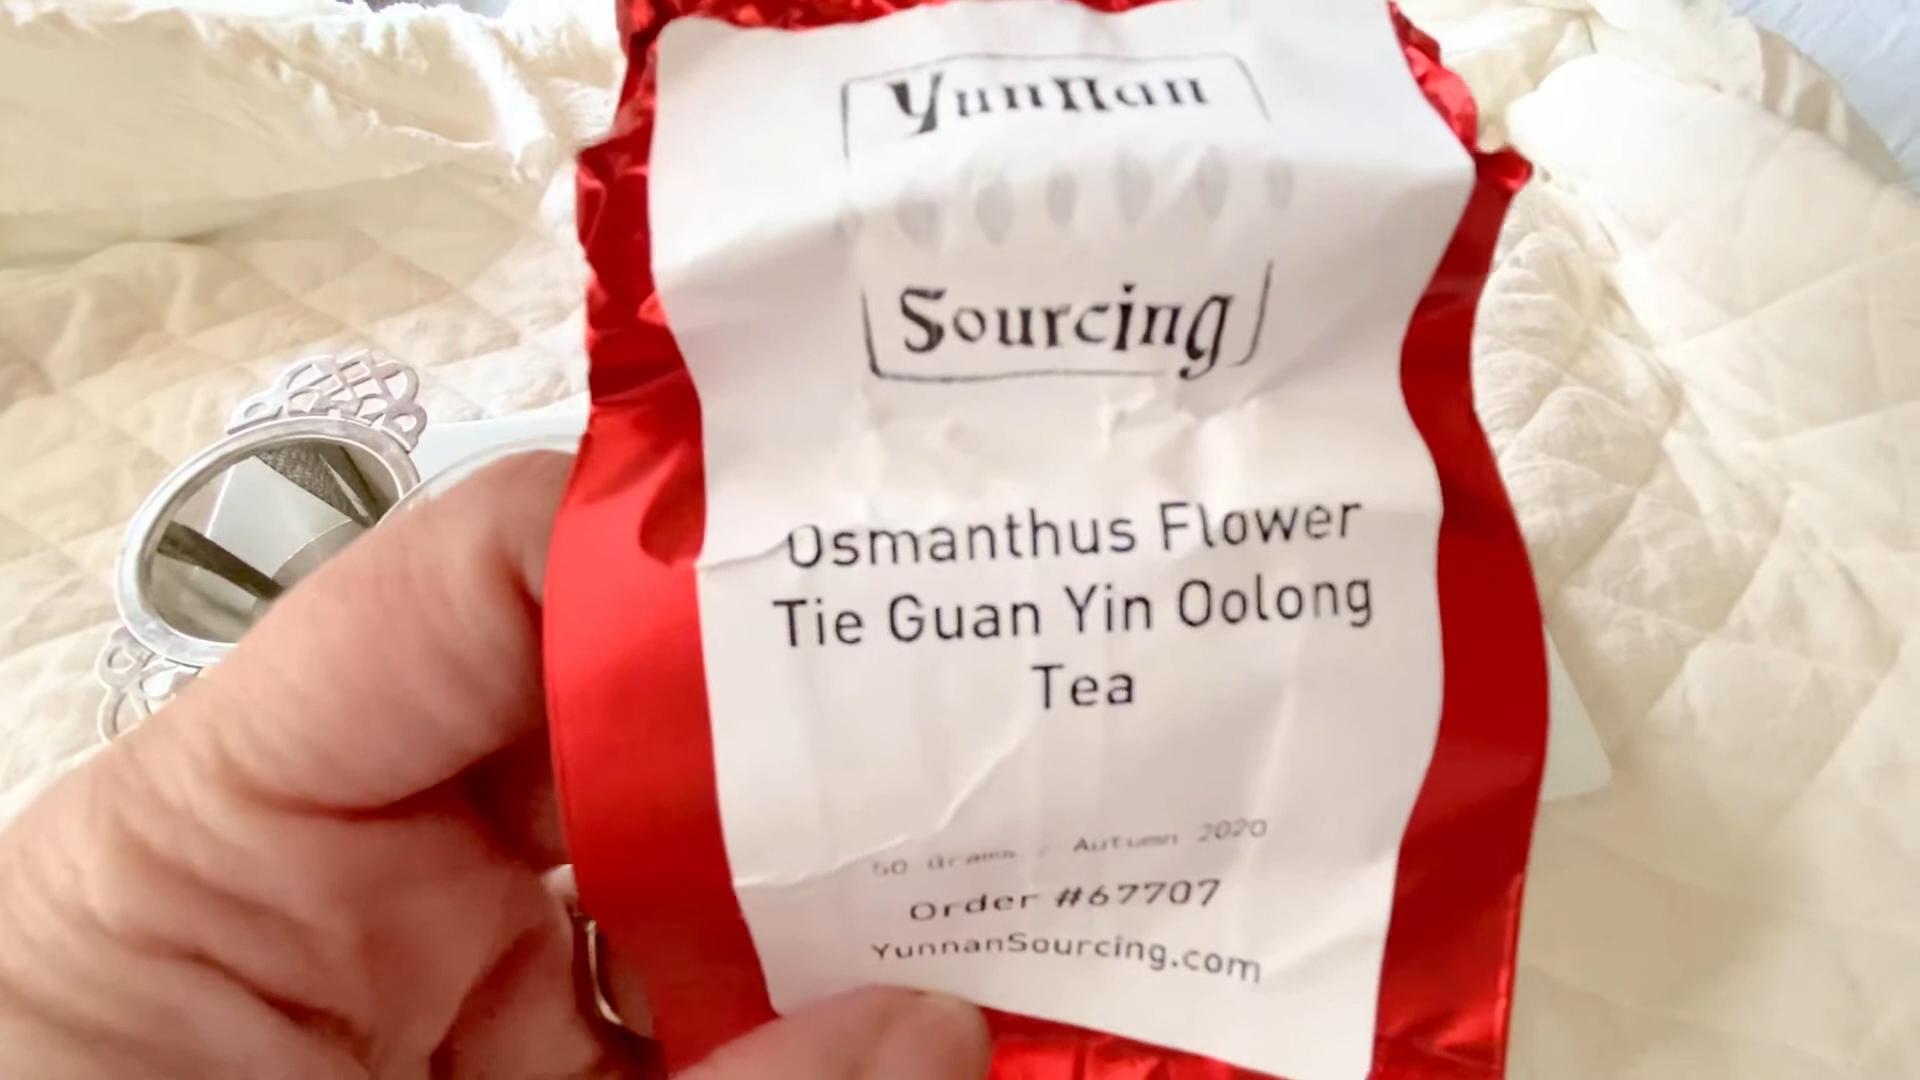 Yunnan
Sourcing
Osmanthus Flower
Tie Guan Yin Oolong
Tea
50 Grams / Autumn 2020
Order #67707
YunnanSourcing.com